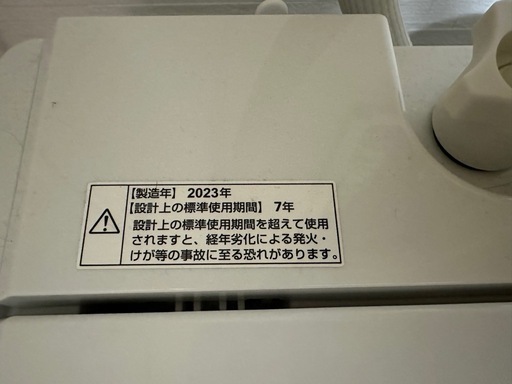 【製造年】 2023年
【設計上の標準使用期間】 7年
設計上の標準使用期間を超えて使用
されますと、経年劣化による発火・
けが等の事故に至る恐れがあります。